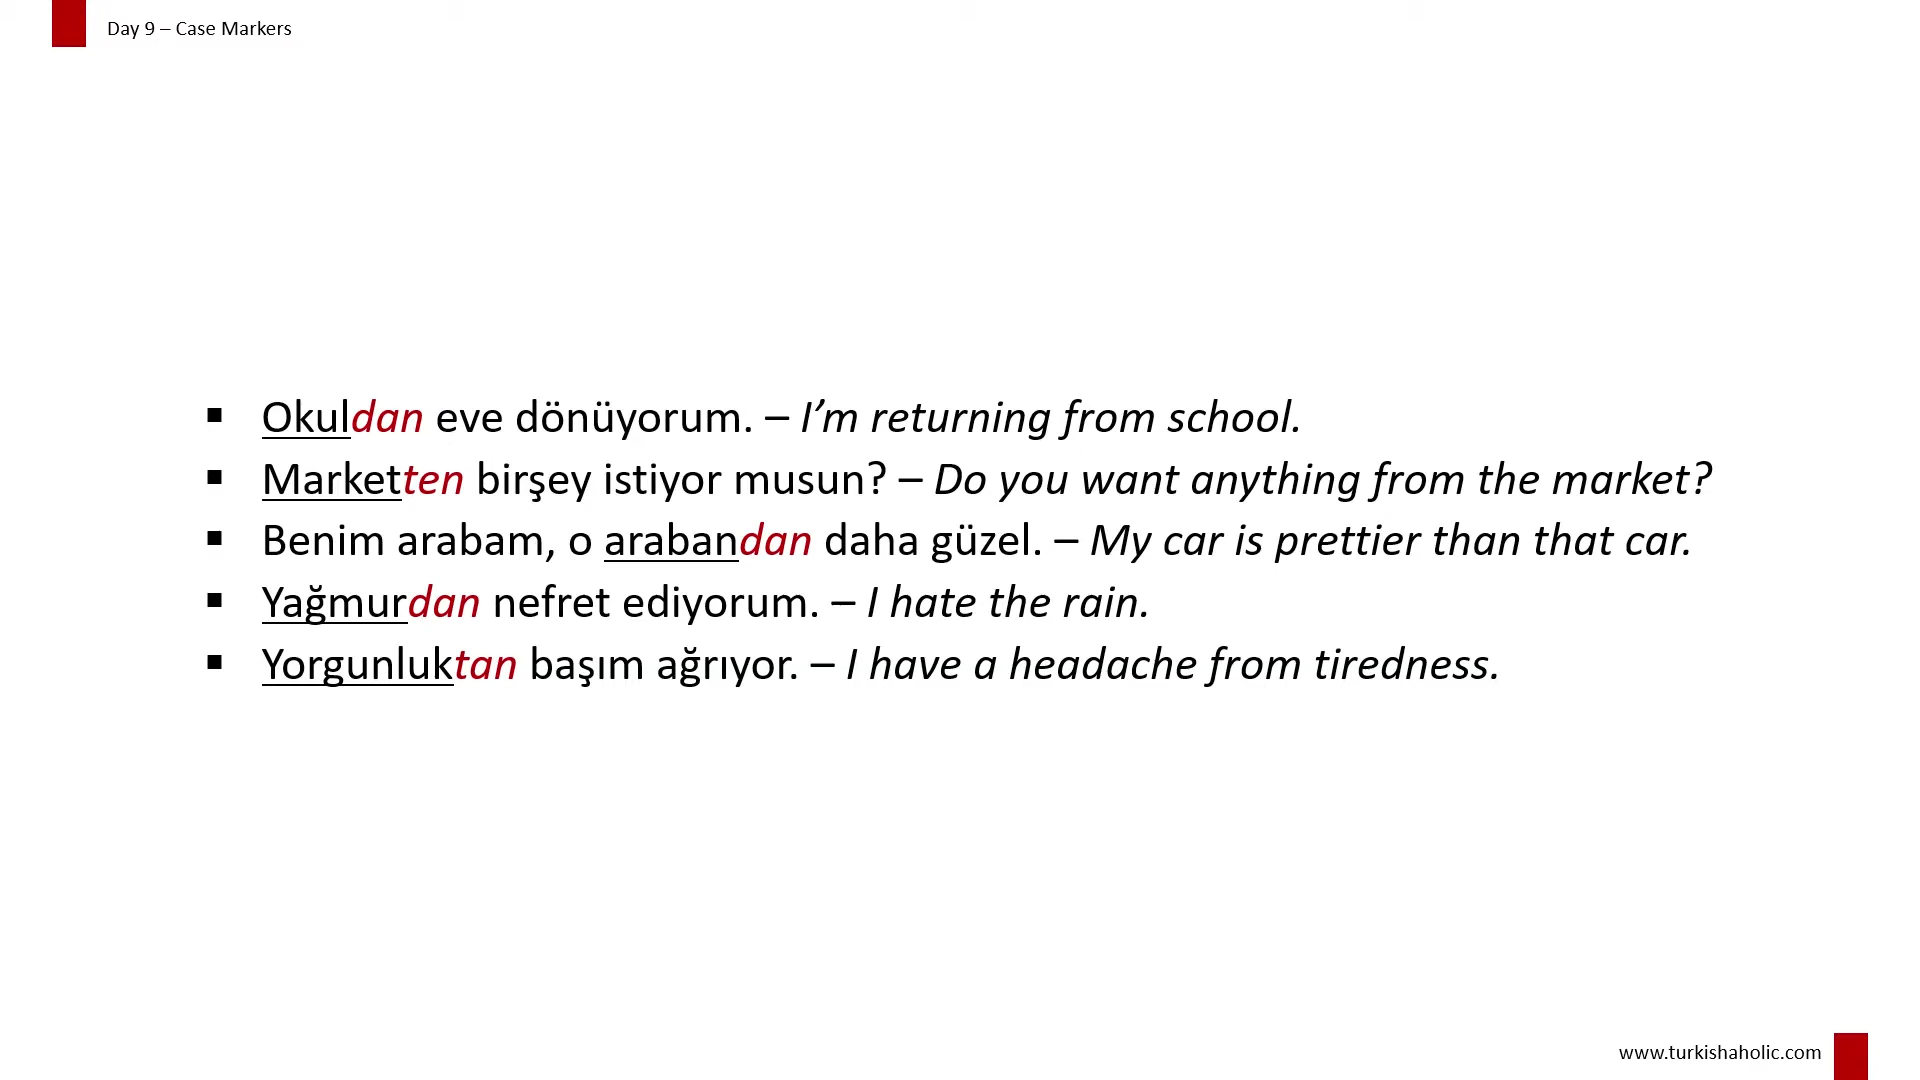 Day 9 – Case Markers
▪ Okuldan eve dönüyorum. – I’m returning from school.
▪ Marketten birşey istiyor musun? – Do you want anything from the market?
▪ Benim arabam, o arabandan daha güzel. – My car is prettier than that car.
▪ Yağmurdan nefret ediyorum. – I hate the rain.
▪ Yorgunluktan başım ağrıyor. – I have a headache from tiredness.
www.turkishaholic.com